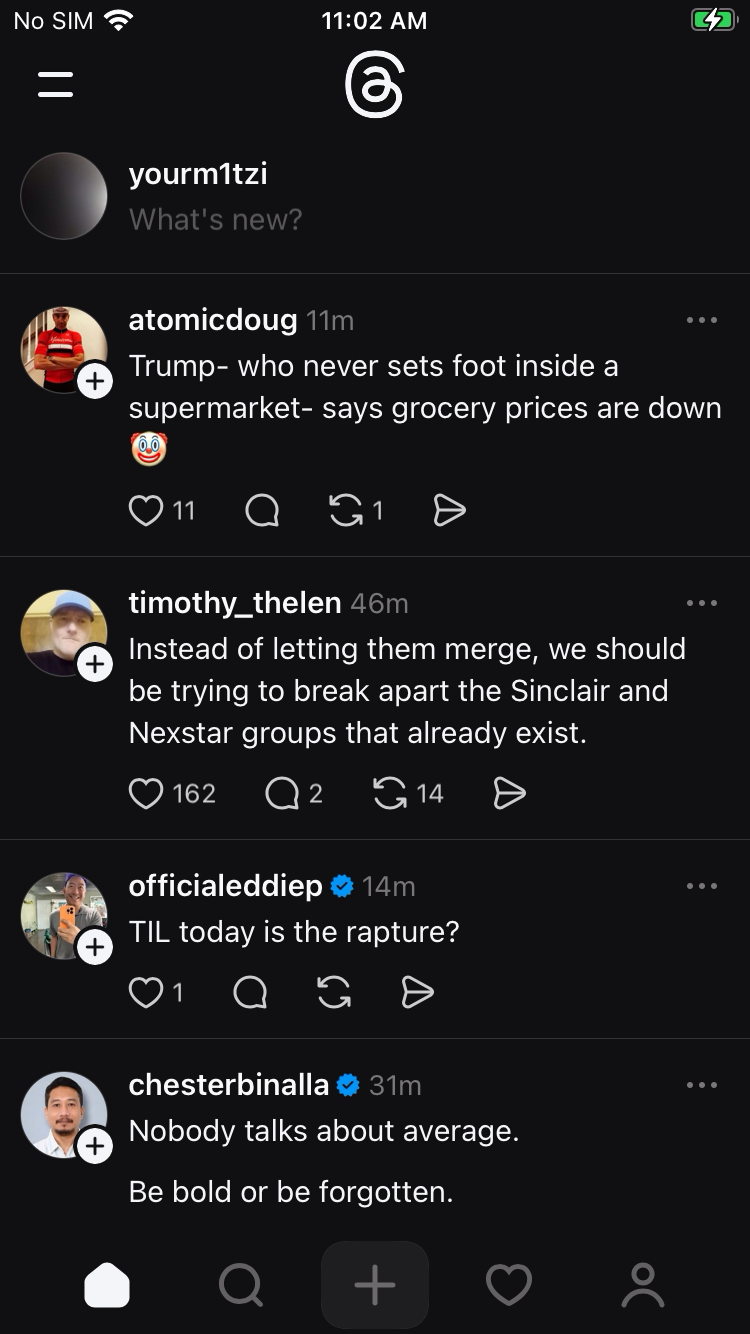 No SIM 11:02 AM
yourm1tzi
What's new?
atomicdoug 11m
Trump- who never sets foot inside a
supermarket- says grocery prices are down
🤡
11 1
timothy_thelen 46m
Instead of letting them merge, we should
be trying to break apart the Sinclair and
Nexstar groups that already exist.
162 2 14
officialeddiep 14m
TIL today is the rapture?
1
chesterbinalla 31m
Nobody talks about average.
Be bold or be forgotten.